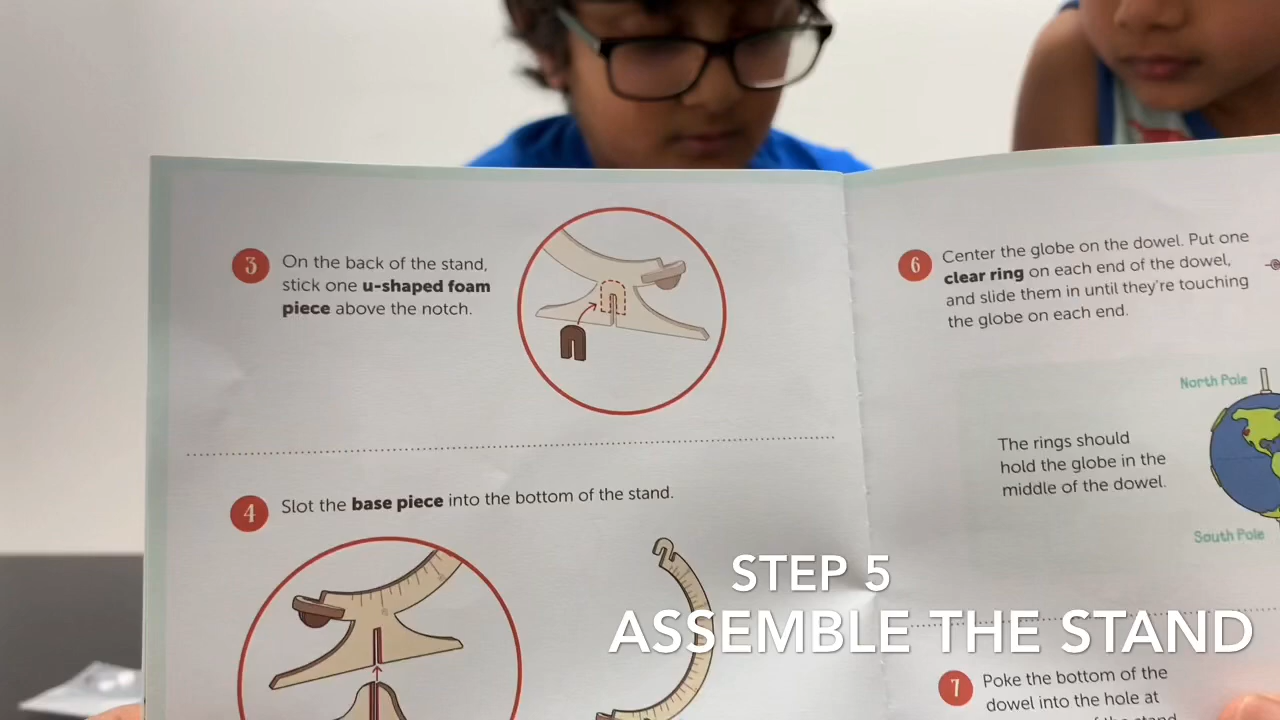 3
On the back of the stand,
stick one u-shaped foam
piece above the notch.
4
Slot the base piece into the bottom of the stand.
6
Center the globe on the dowel. Put one
clear ring on each end of the dowel,
and slide them in until they're touching
the globe on each end.
North Pole
The rings should
hold the globe in the
middle of the dowel.
South Pole
STEP 5
ASSEMBLE THE STAND
7
Poke the bottom of the
dowel into the hole at
of the stand